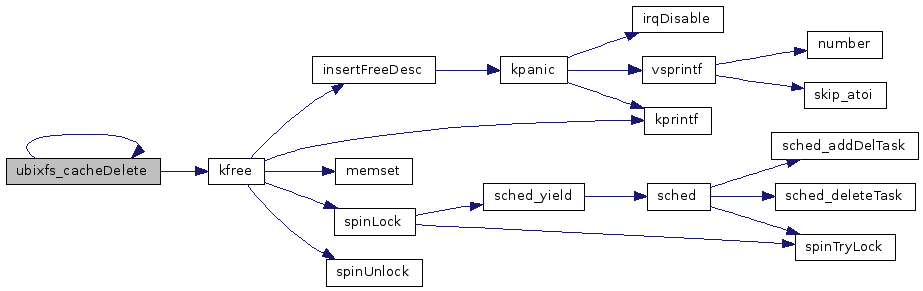 irqDisable
number
insertFreeDesc
kpanic
vsprintf
skip_atoi
kprintf
sched_addDelTask
ubixfs_cacheDelete
kfree
memset
sched_yield
sched
sched_deleteTask
spinLock
spinTryLock
spinUnlock